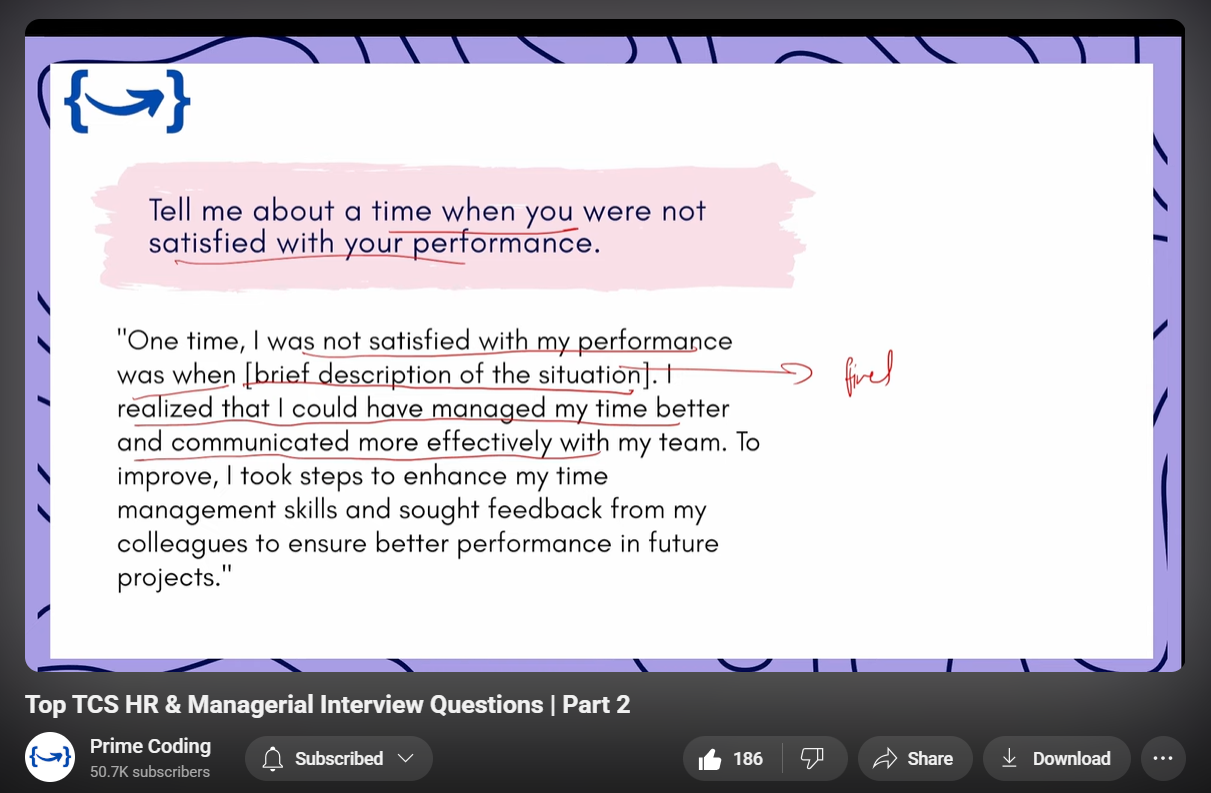 Tell me about a time when you were not
satisfied with your performance.
"One time, I was not satisfied with my performance
was when [brief description of the situation]. I
realized that I could have managed my time better
and communicated more effectively with my team. To
improve, I took steps to enhance my time
management skills and sought feedback from my
colleagues to ensure better performance in future
projects."
Top TCS HR & Managerial Interview Questions | Part 2
Prime Coding
50.7K subscribers
Subscribed
186
Share
Download